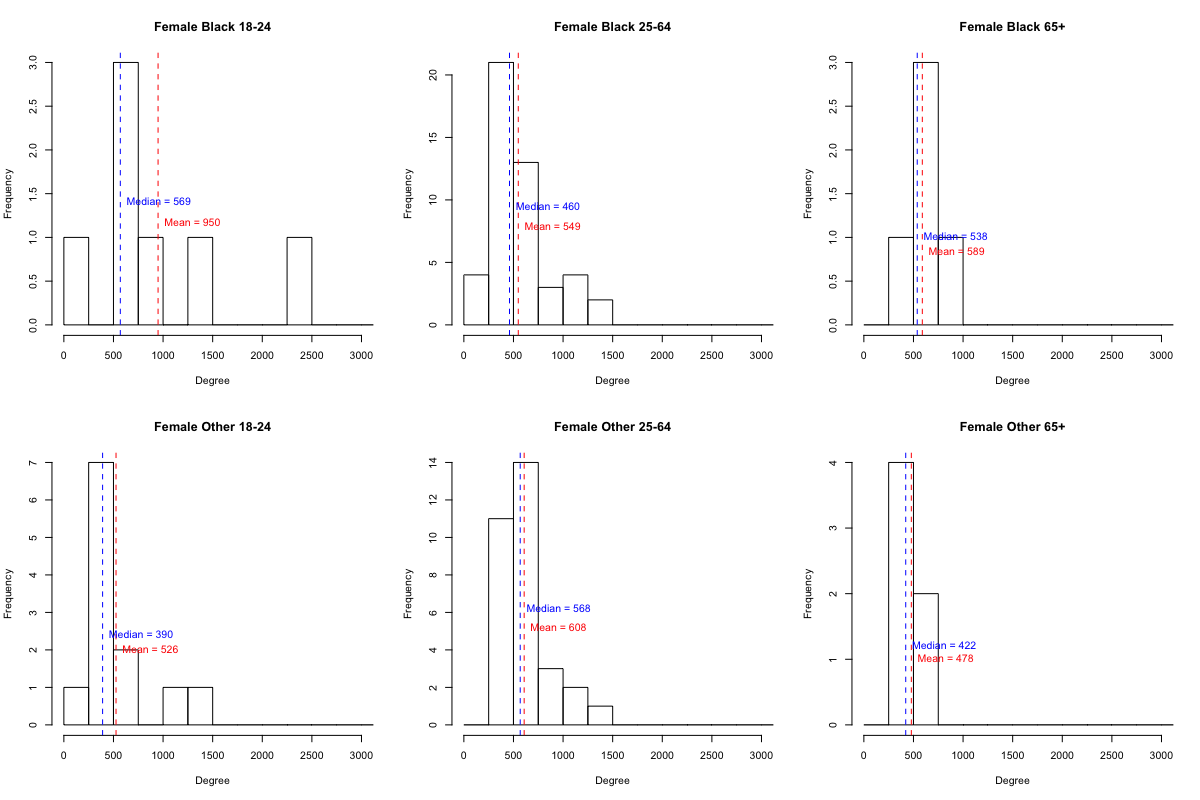 Female Black 18-24
Frequency
0.0 0.5 1.0 1.5 2.0 2.5 3.0
Median = 569
Mean = 950
0 500 1000 1500 2000 2500 3000
Degree
Female Black 25-64
Frequency
0 5 10 15 20
Median = 460
Mean = 549
0 500 1000 1500 2000 2500 3000
Degree
Female Black 65+
Frequency
0.0 0.5 1.0 1.5 2.0 2.5 3.0
Median = 538
Mean = 589
0 500 1000 1500 2000 2500 3000
Degree
Female Other 18-24
Frequency
0 1 2 3 4 5 6 7
Median = 390
Mean = 526
0 500 1000 1500 2000 2500 3000
Degree
Female Other 25-64
Frequency
0 2 4 6 8 10 12 14
Median = 568
Mean = 608
0 500 1000 1500 2000 2500 3000
Degree
Female Other 65+
Frequency
0 1 2 3 4
Median = 422
Mean = 478
0 500 1000 1500 2000 2500 3000
Degree